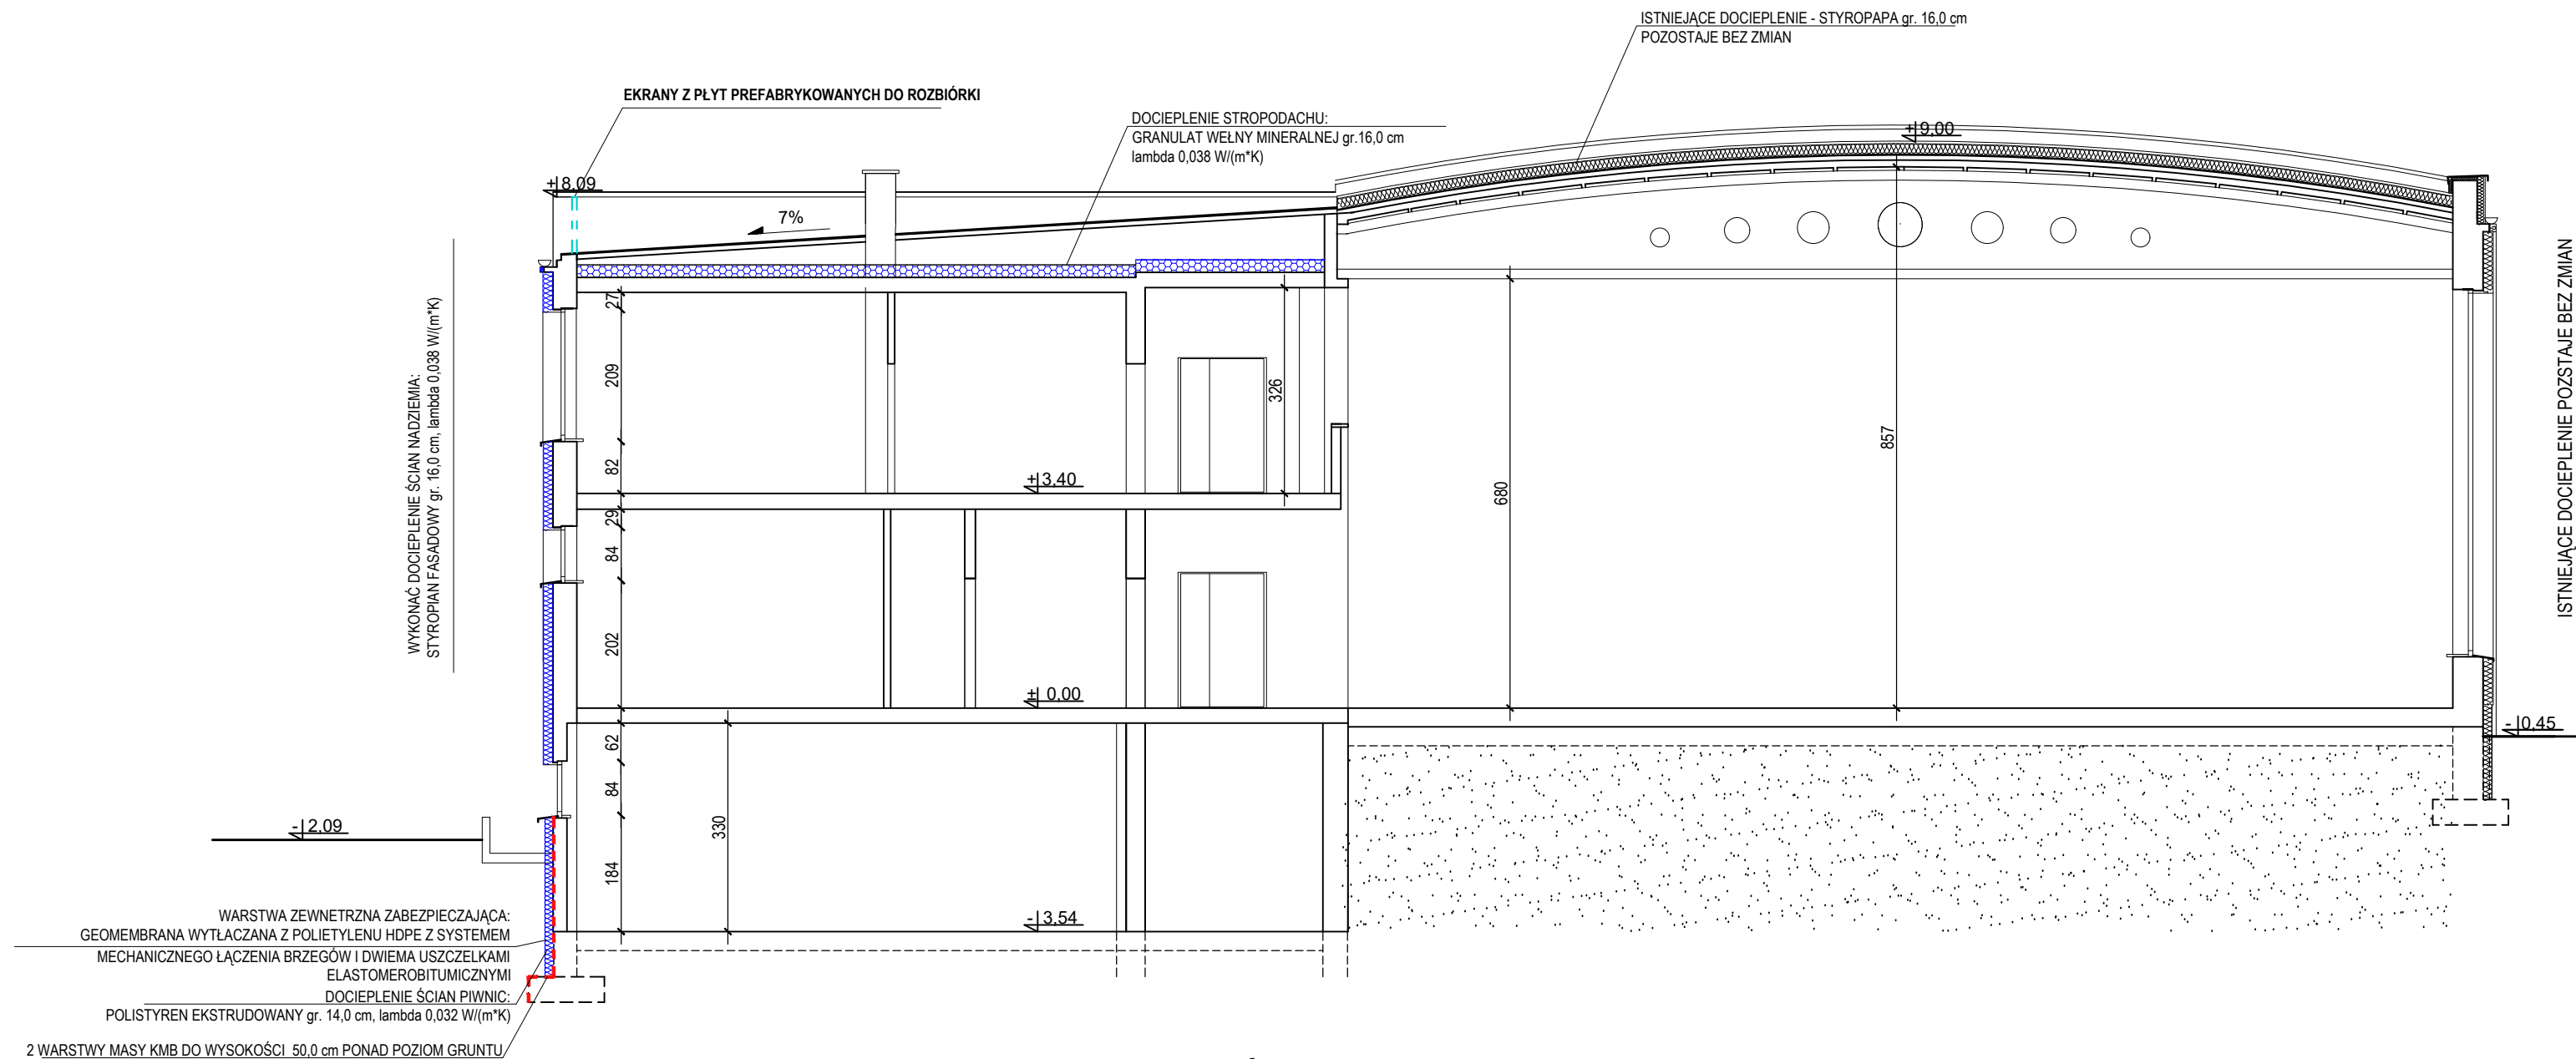 ISTNIEJĄCE DOCIEPLENIE - STYROPAPA gr. 16,0 cm
POZOSTAJE BEZ ZMIAN
EKRANY Z PŁYT PREFABRYKOWANYCH DO ROZBIÓRKI
DOCIEPLENIE STROPODACHU:
GRANULAT WEŁNY MINERALNEJ gr.16,0 cm
lambda 0,038 W/(m*K)
+ 9,00
+ 8,09
7%
WYKONAĆ DOCIEPLENIE ŚCIAN NADZIEMIA:
STYROPIAN FASADOWY gr. 16,0 cm, lambda 0,038 W/(m*K)
ISTNIEJĄCE DOCIEPLENIE POZSTAJE BEZ ZMIAN
27
209
326
857
82
+ 3,40
680
29
84
202
± 0,00
62
- 0,45
84
330
- 2,09
184
- 3,54
WARSTWA ZEWNETRZNA ZABEZPIECZAJĄCA:
GEOMEMBRANA WYTŁACZANA Z POLIETYLENU HDPE Z SYSTEMEM
MECHANICZNEGO ŁĄCZENIA BRZEGÓW I DWIEMA USZCZELKAMI
ELASTOMEROBITUMICZNYMI
DOCIEPLENIE ŚCIAN PIWNIC:
POLISTYREN EKSTRUDOWANY gr. 14,0 cm, lambda 0,032 W/(m*K)
2 WARSTWY MASY KMB DO WYSOKOŚCI 50,0 cm PONAD POZIOM GRUNTU